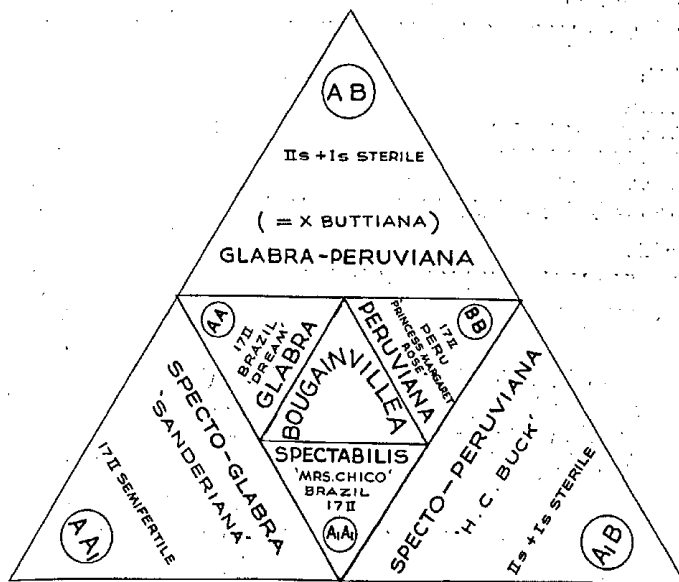 AB
IIs + Is STERILE
( = X BUTTIANA )
GLABRA-PERUVIANA
AA
17II
BRAZIL
'DREAM'
GLABRA
BB
17II
PERU
'PRINCESS MARGARET
ROSE'
PERUVIANA
BOUGAINVILLEA
SPECTABILIS
'MRS. CHICO'
BRAZIL
17II
A₁A₁
SPECTO-GLABRA
'SANDERIANA-
17II SEMIFERTILE
AA₁
SPECTO-PERUVIANA
'H. C. BUCK'
IIs + Is STERILE
A₁B